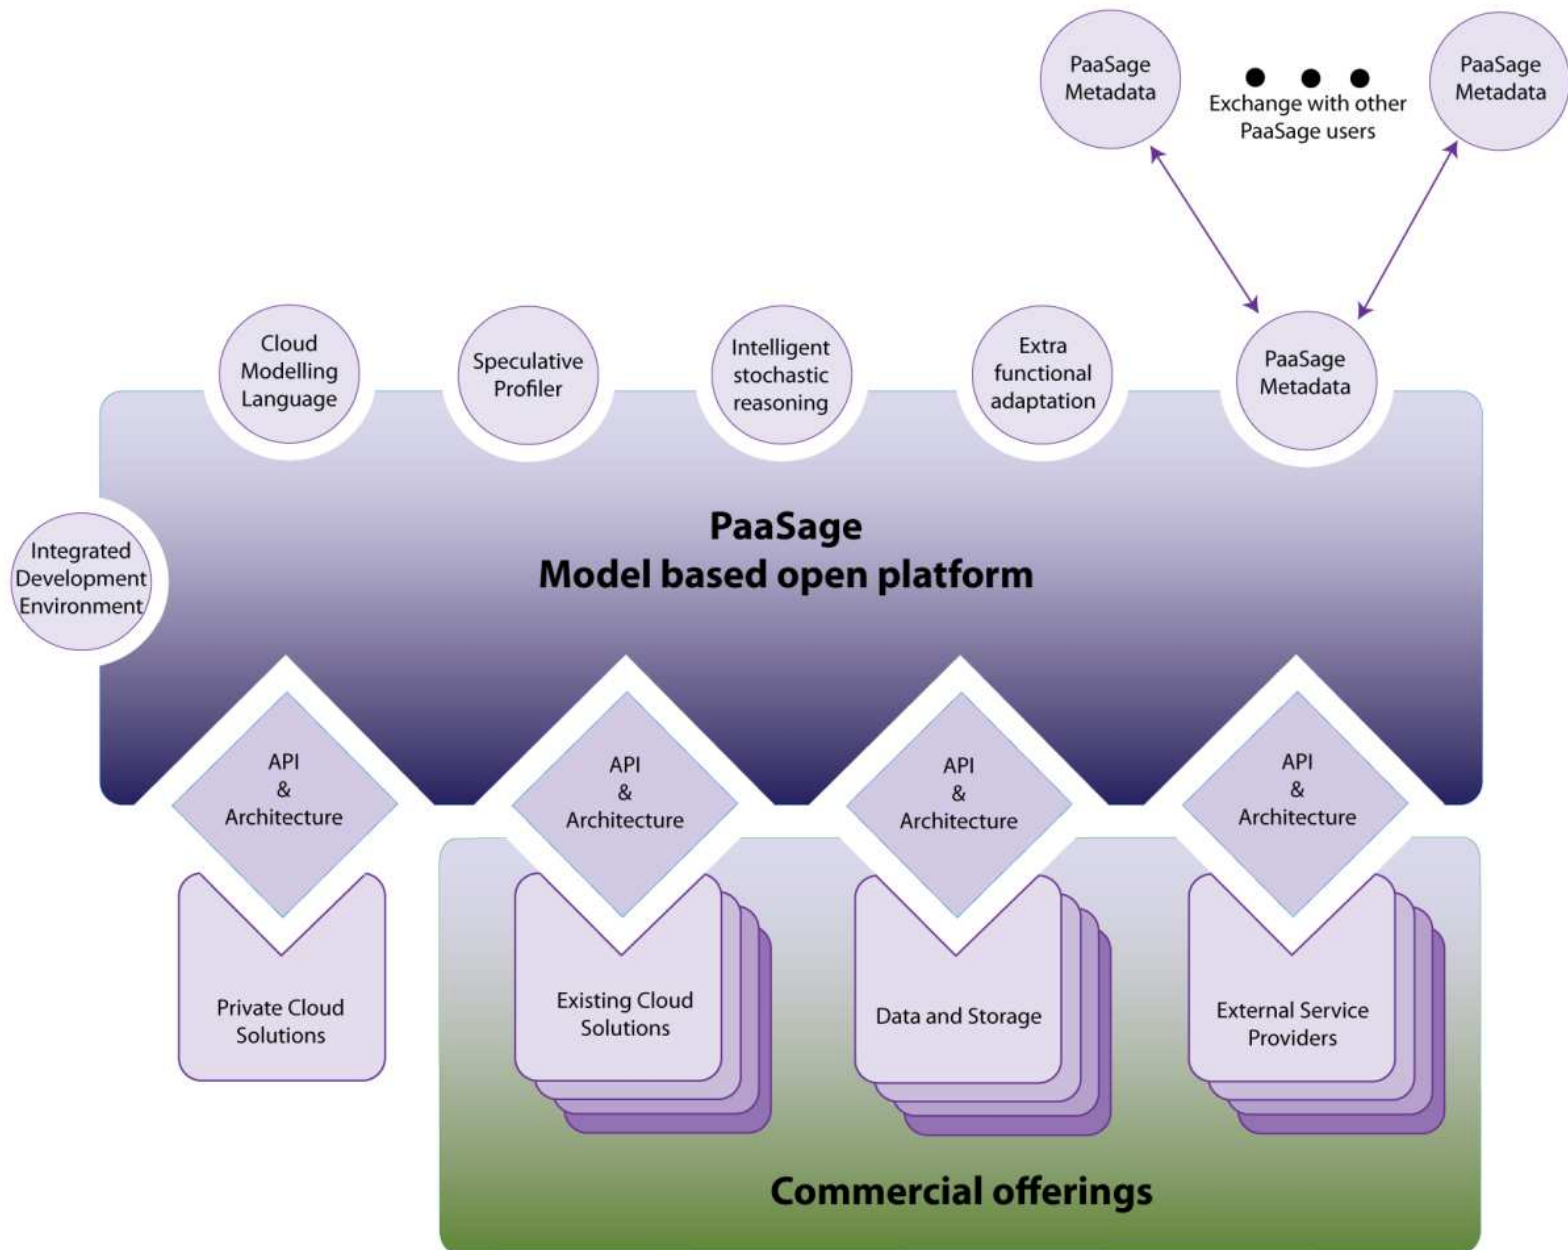 PaaSage
Metadata
Exchange with other
PaaSage users
PaaSage
Metadata
Cloud
Modelling
Language
Speculative
Profiler
Intelligent
stochastic
reasoning
Extra
functional
adaptation
PaaSage
Metadata
Integrated
Development
Environment
PaaSage
Model based open platform
API
&
Architecture
API
&
Architecture
API
&
Architecture
API
&
Architecture
Private Cloud
Solutions
Existing Cloud
Solutions
Data and Storage
External Service
Providers
Commercial offerings